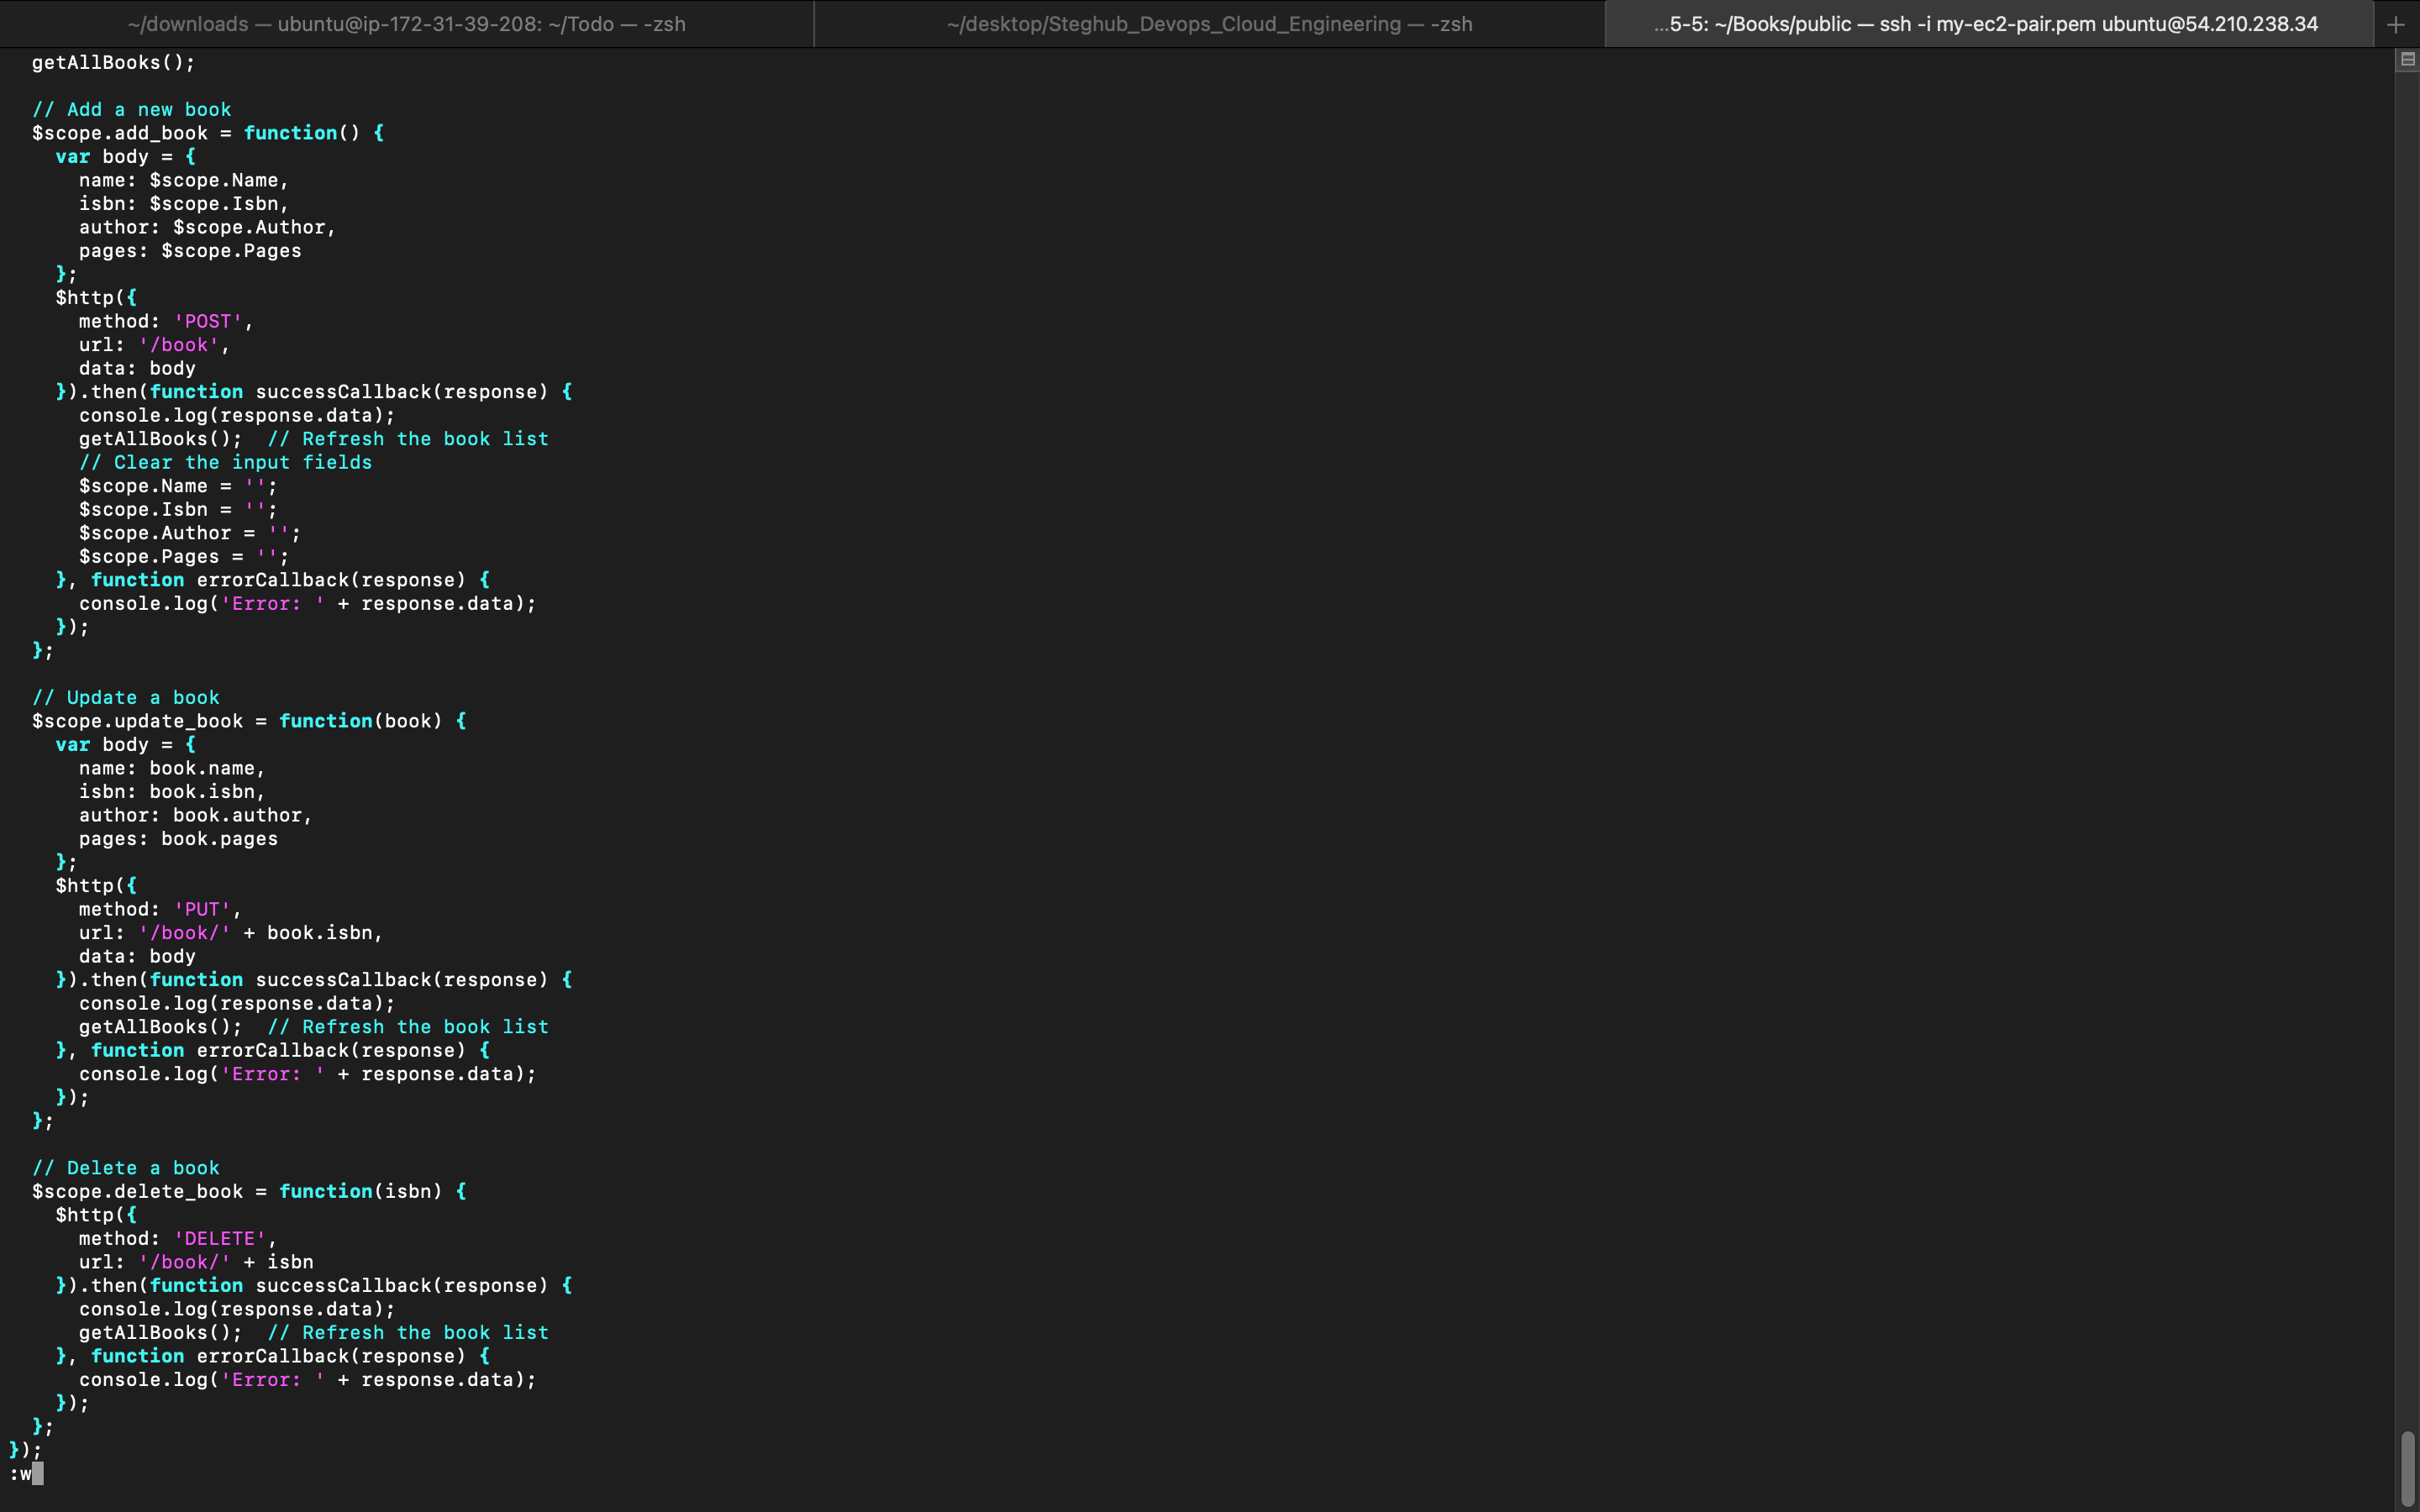 ~/downloads — ubuntu@ip-172-31-39-208: ~/Todo — -zsh
~/desktop/Steghub_Devops_Cloud_Engineering — -zsh
...5-5: ~/Books/public — ssh -i my-ec2-pair.pem ubuntu@54.210.238.34
+
  getAllBooks();

  // Add a new book
  $scope.add_book = function() {
    var body = {
      name: $scope.Name,
      isbn: $scope.Isbn,
      author: $scope.Author,
      pages: $scope.Pages
    };
    $http({
      method: 'POST',
      url: '/book',
      data: body
    }).then(function successCallback(response) {
      console.log(response.data);
      getAllBooks();  // Refresh the book list
      // Clear the input fields
      $scope.Name = '';
      $scope.Isbn = '';
      $scope.Author = '';
      $scope.Pages = '';
    }, function errorCallback(response) {
      console.log('Error: ' + response.data);
    });
  };

  // Update a book
  $scope.update_book = function(book) {
    var body = {
      name: book.name,
      isbn: book.isbn,
      author: book.author,
      pages: book.pages
    };
    $http({
      method: 'PUT',
      url: '/book/' + book.isbn,
      data: body
    }).then(function successCallback(response) {
      console.log(response.data);
      getAllBooks();  // Refresh the book list
    }, function errorCallback(response) {
      console.log('Error: ' + response.data);
    });
  };

  // Delete a book
  $scope.delete_book = function(isbn) {
    $http({
      method: 'DELETE',
      url: '/book/' + isbn
    }).then(function successCallback(response) {
      console.log(response.data);
      getAllBooks();  // Refresh the book list
    }, function errorCallback(response) {
      console.log('Error: ' + response.data);
    });
  };
});
:w